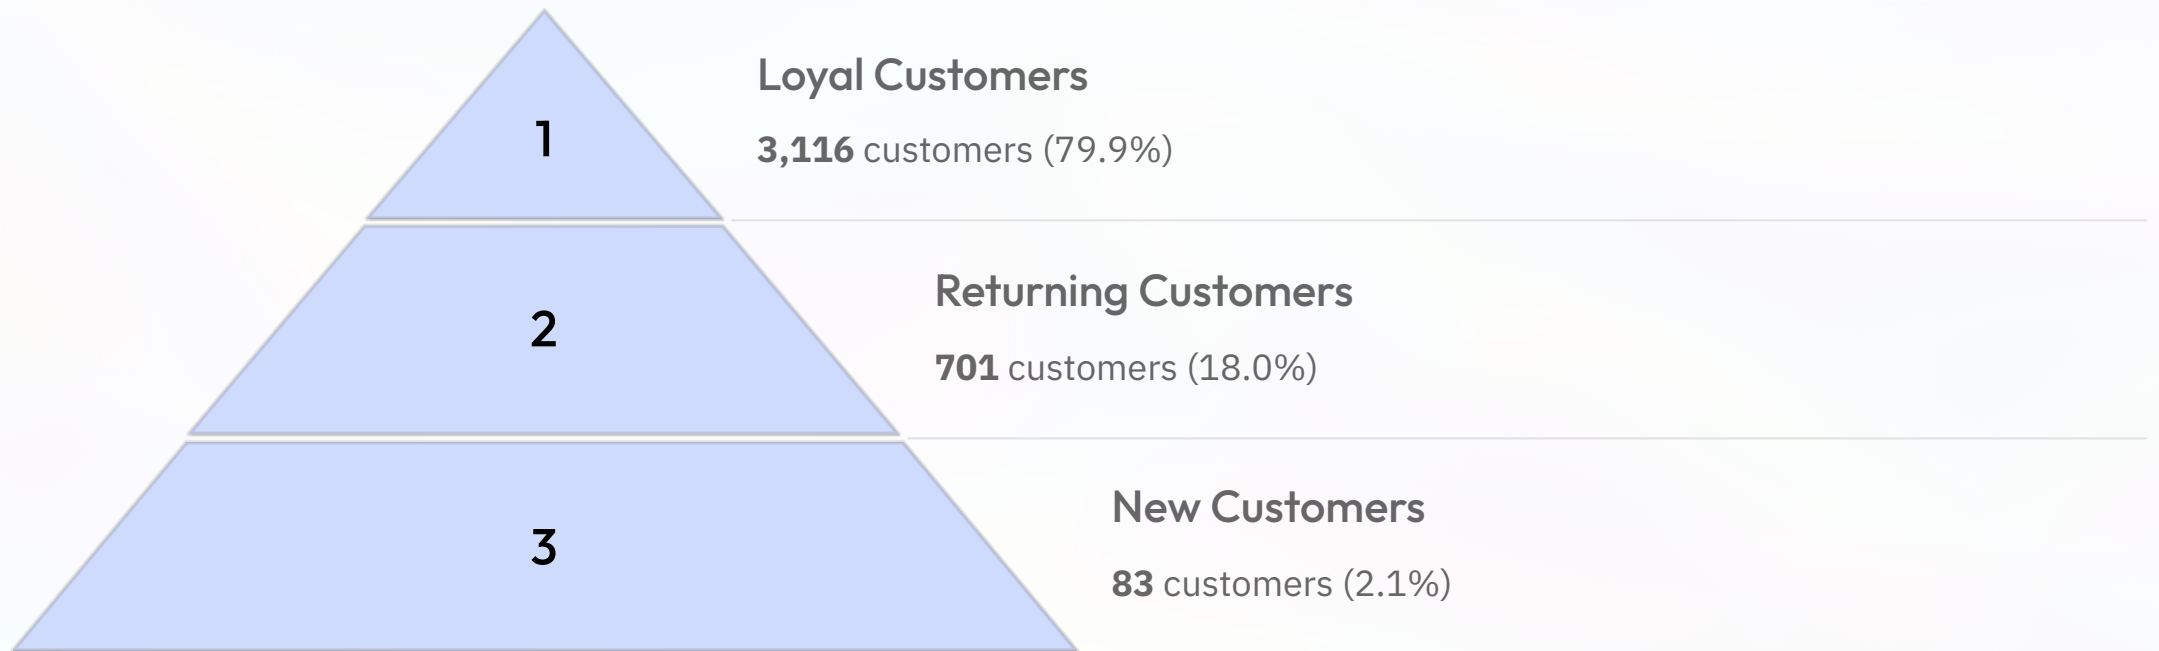 1
Loyal Customers
3,116 customers (79.9%)
2
Returning Customers
701 customers (18.0%)
3
New Customers
83 customers (2.1%)